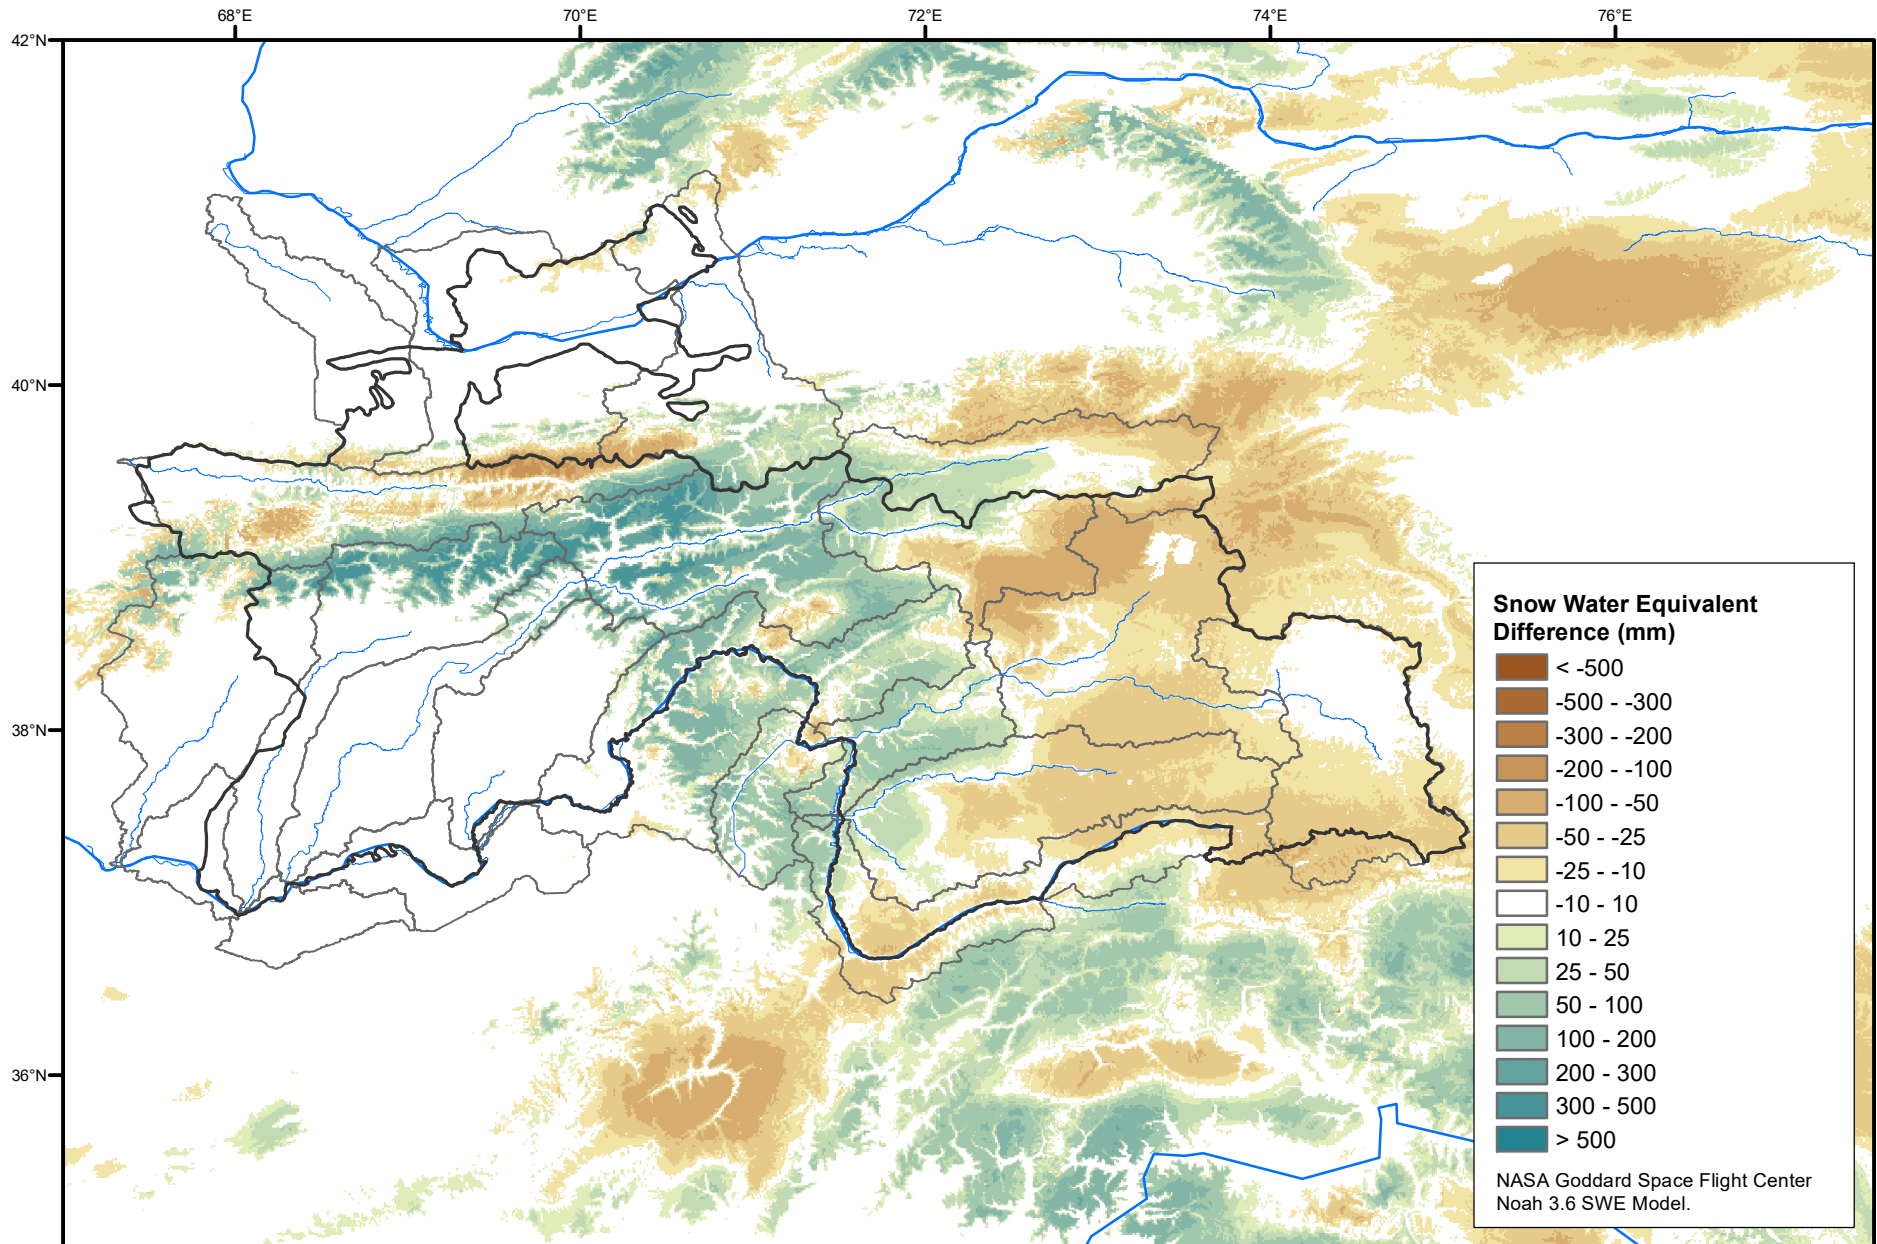 68°E 70°E 72°E 74°E 76°E
42°N
40°N
38°N
36°N
Snow Water Equivalent
Difference (mm)
< -500
-500 - -300
-300 - -200
-200 - -100
-100 - -50
-50 - -25
-25 - -10
-10 - 10
10 - 25
25 - 50
50 - 100
100 - 200
200 - 300
300 - 500
> 500
NASA Goddard Space Flight Center
Noah 3.6 SWE Model.